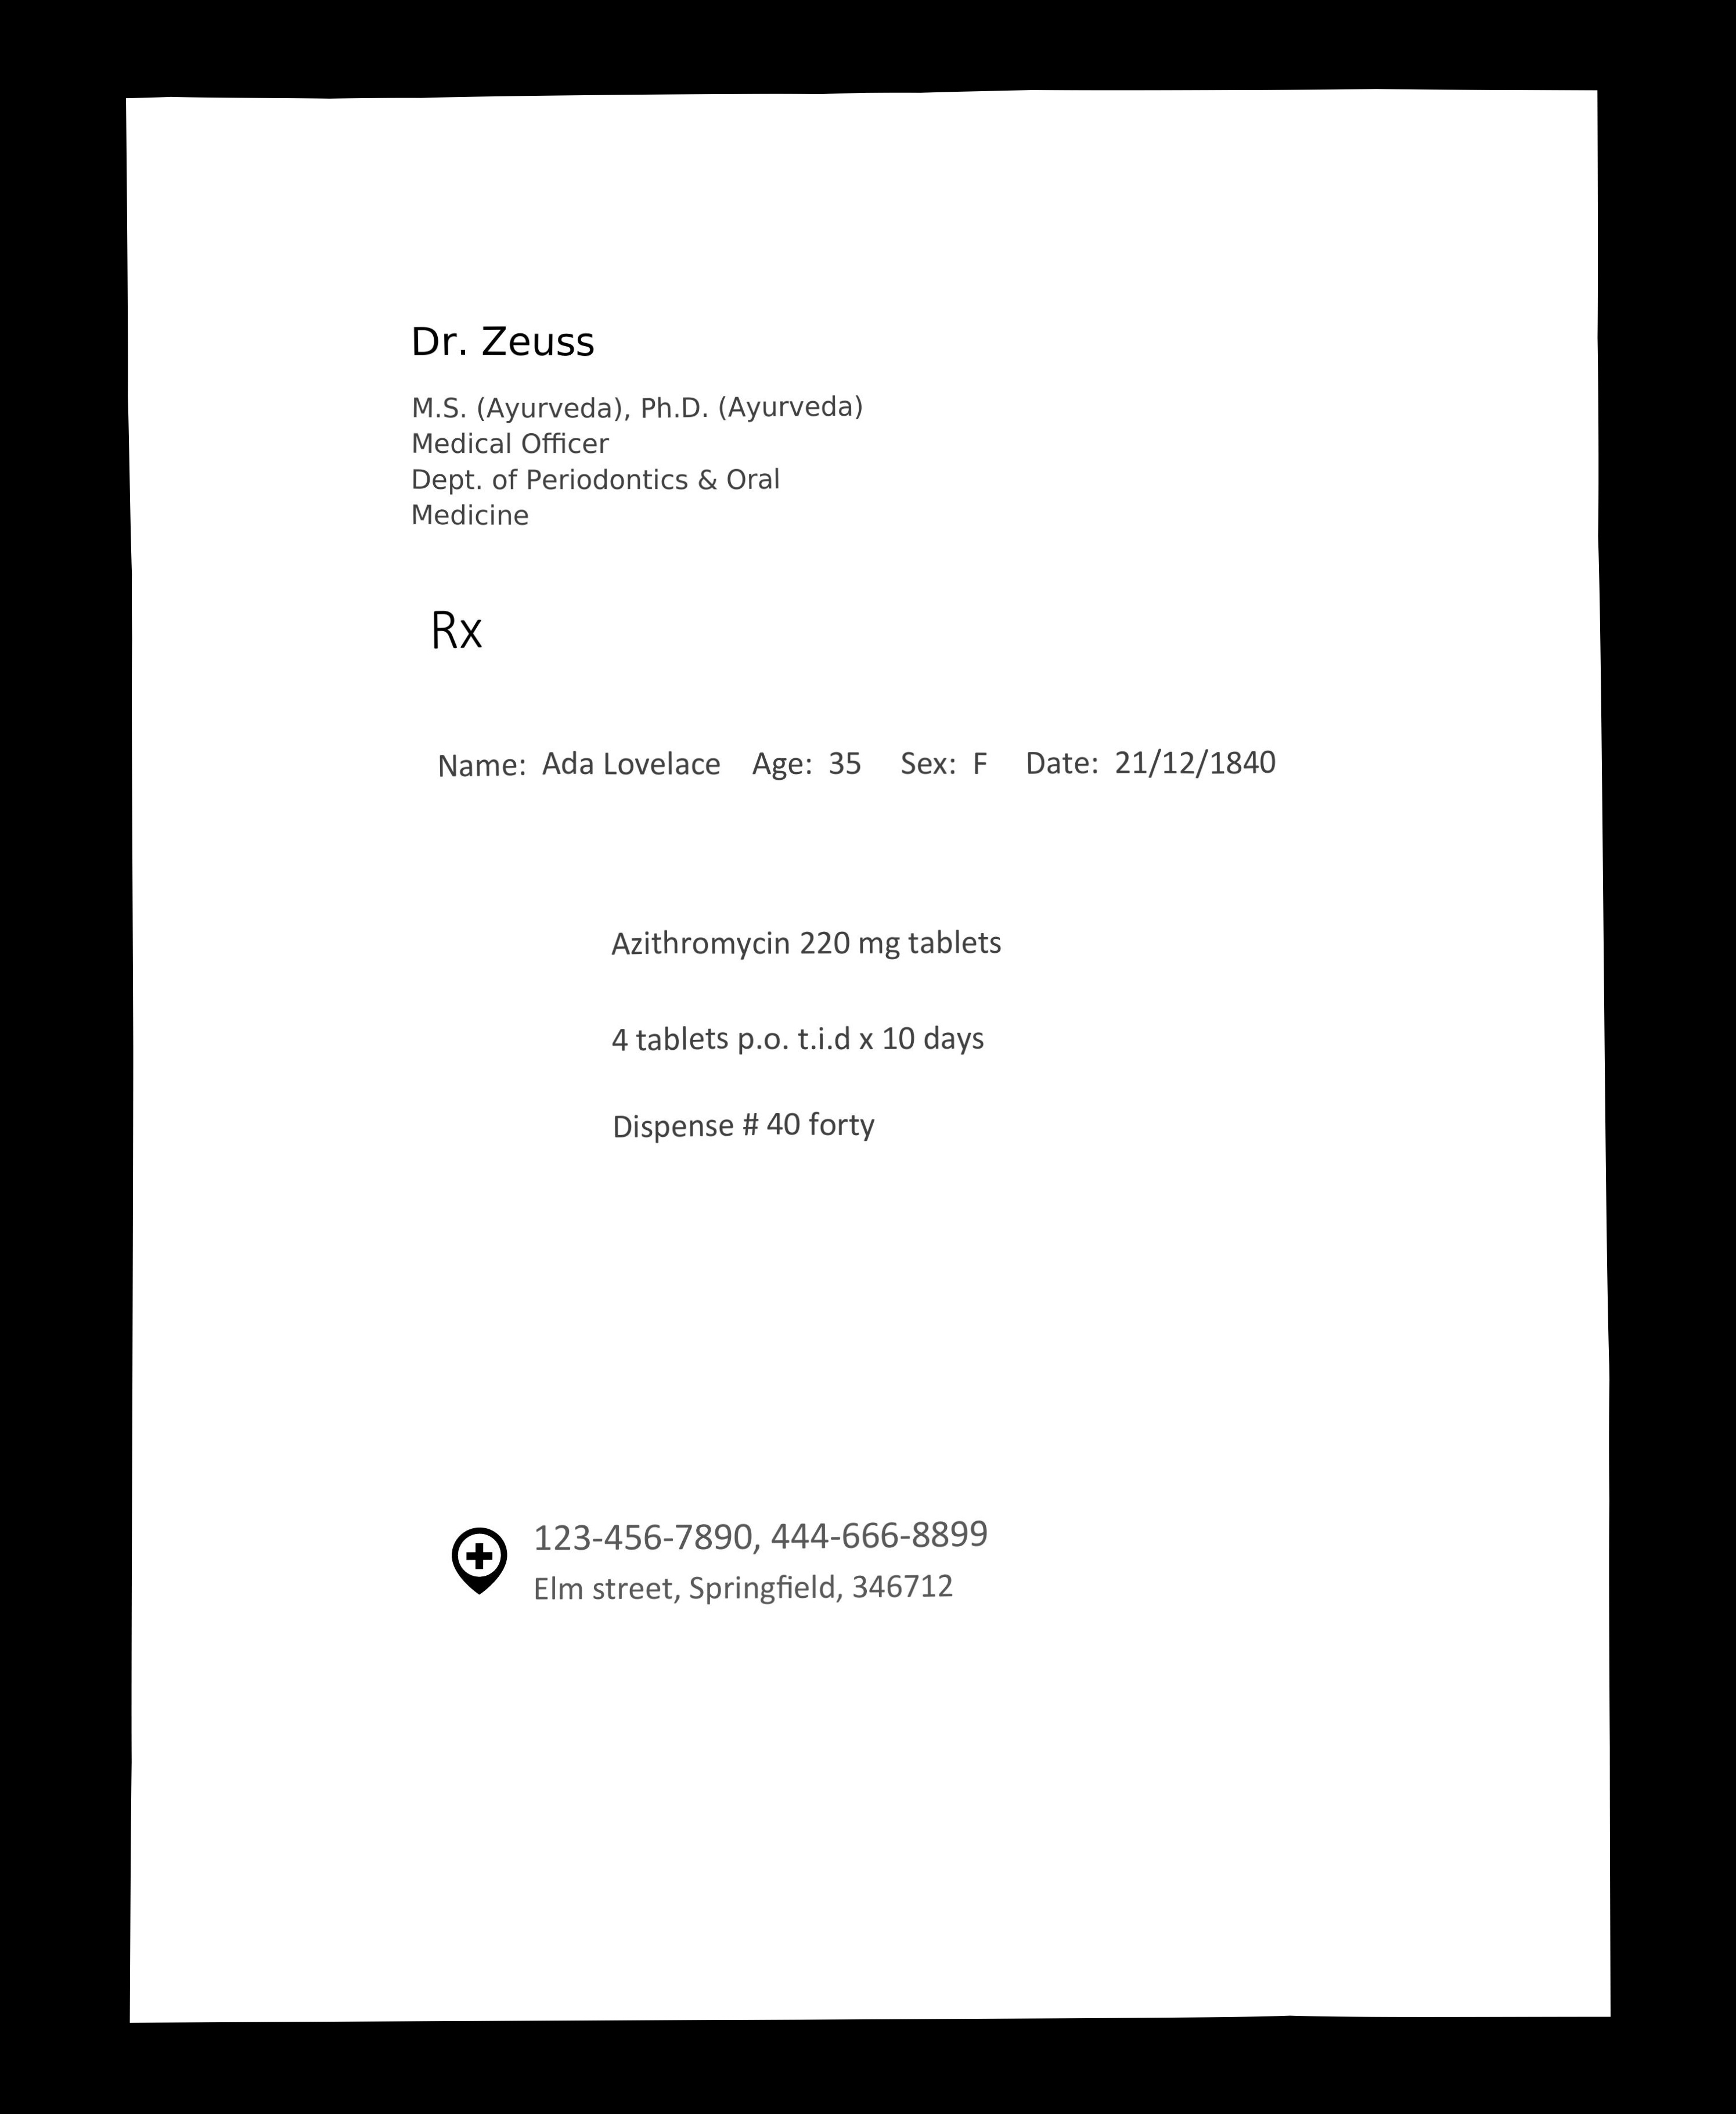 Dr. Zeuss
M.S. (Ayurveda), Ph.D. (Ayurveda)
Medical Officer
Dept. of Periodontics & Oral
Medicine
Rx
Name: Ada Lovelace Age: 35 Sex: F Date: 21/12/1840
Azithromycin 220 mg tablets
4 tablets p.o. t.i.d x 10 days
Dispense # 40 forty
123-456-7890, 444-666-8899
Elm street, Springfield, 346712